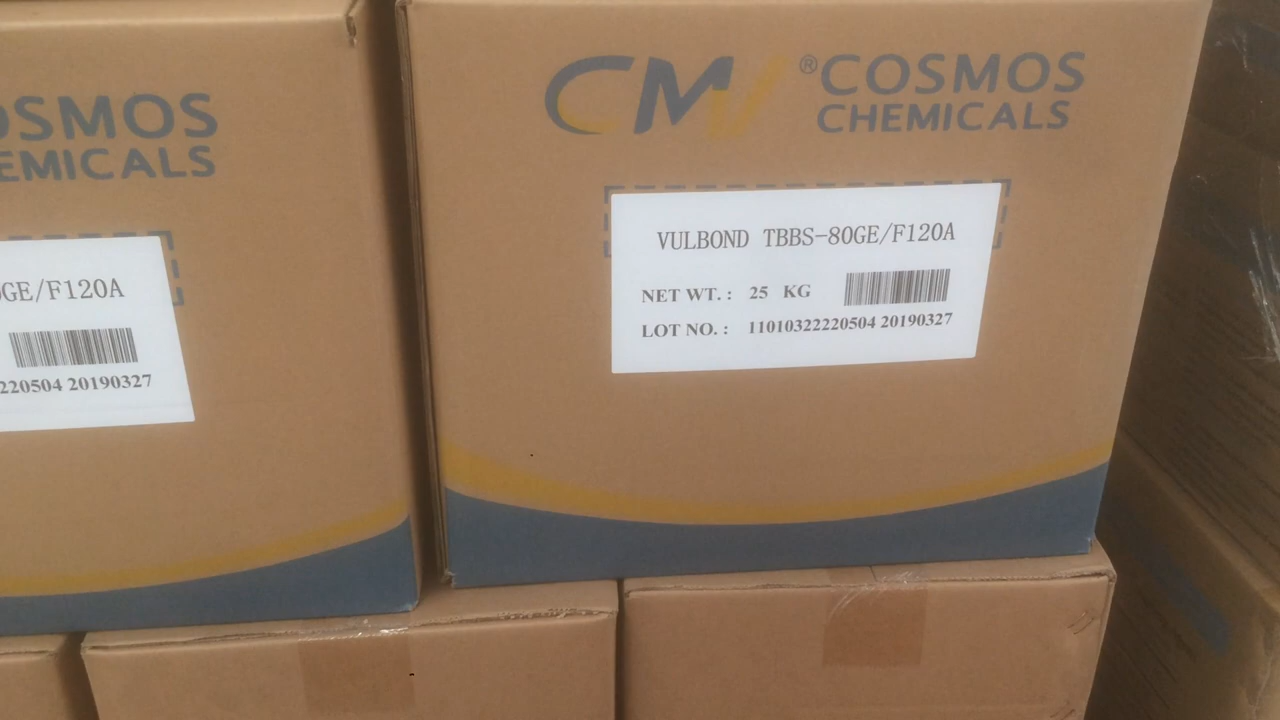 OSMOS
EMICALS
GE/F120A
220504 20190327
CM ® COSMOS
CHEMICALS
VULBOND TBBS-80GE/F120A
NET WT. : 25 KG
LOT NO. : 11010322220504 20190327